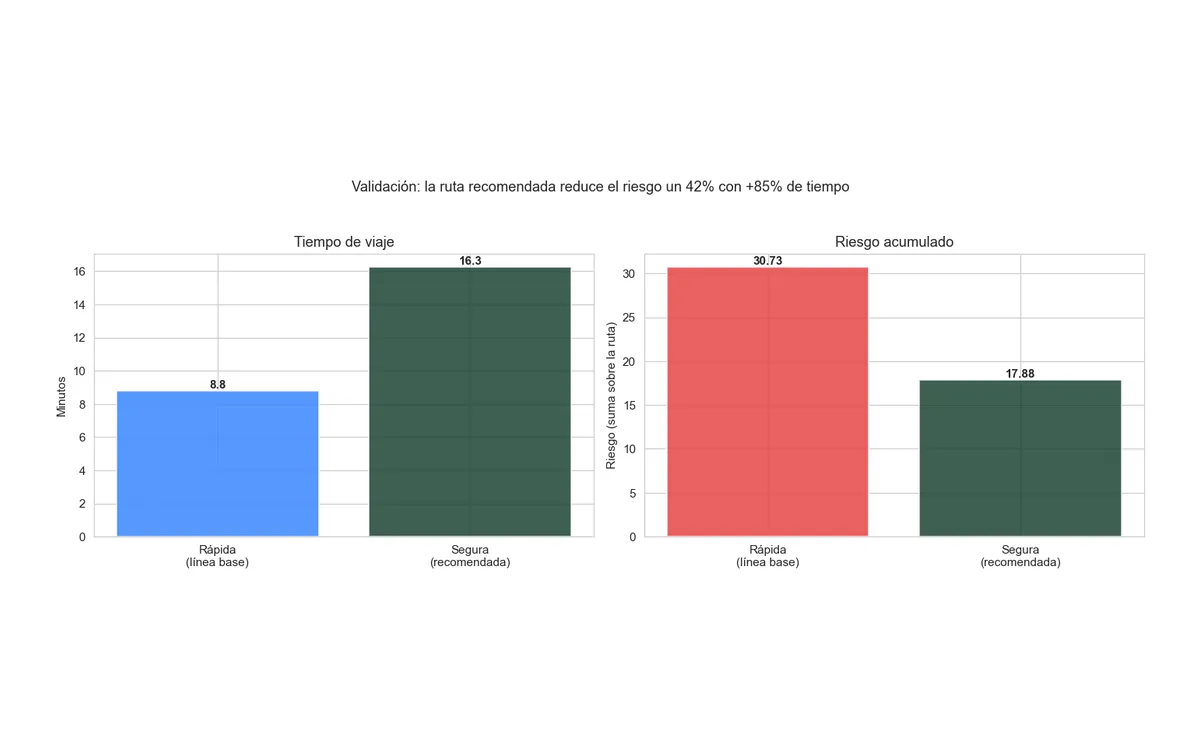 Validación: la ruta recomendada reduce el riesgo un 42% con +85% de tiempo
Tiempo de viaje
Minutos
16
14
12
10
8
6
4
2
0
8.8
16.3
Rápida
(línea base)
Segura
(recomendada)
Riesgo acumulado
Riesgo (suma sobre la ruta)
30
25
20
15
10
5
0
30.73
17.88
Rápida
(línea base)
Segura
(recomendada)